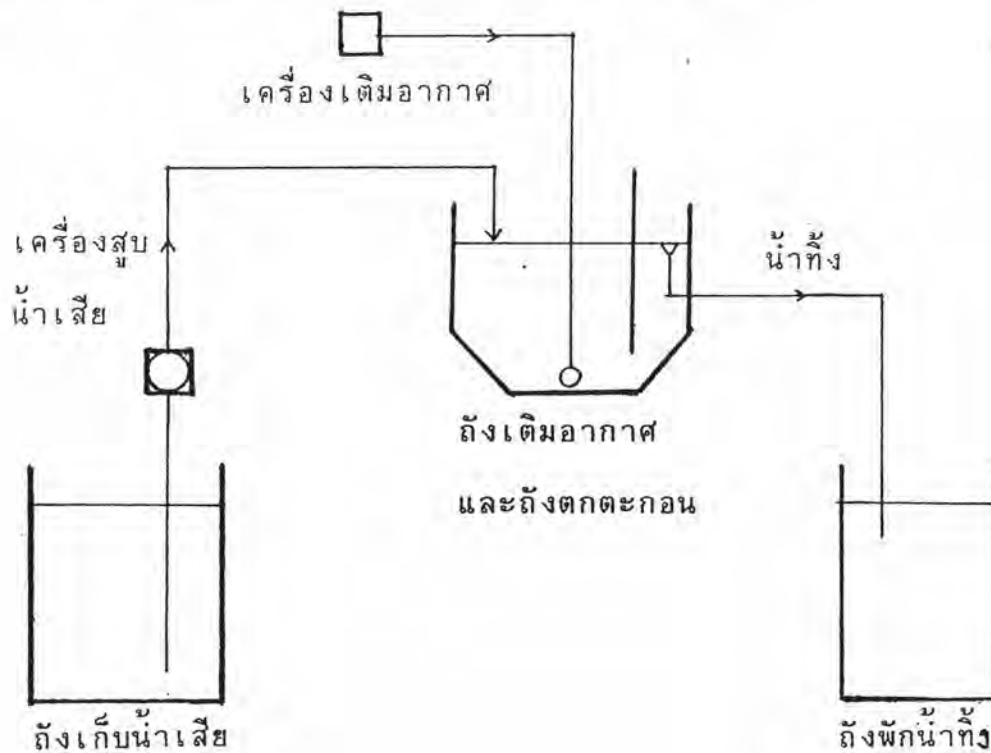 เครื่องเติมอากาศ
เครื่องสูบ
น้ำเสีย
น้ำทิ้ง
ถังเติมอากาศ
และถังตกตะกอน
ถังเก็บน้ำเสีย
ถังพักน้ำทิ้ง